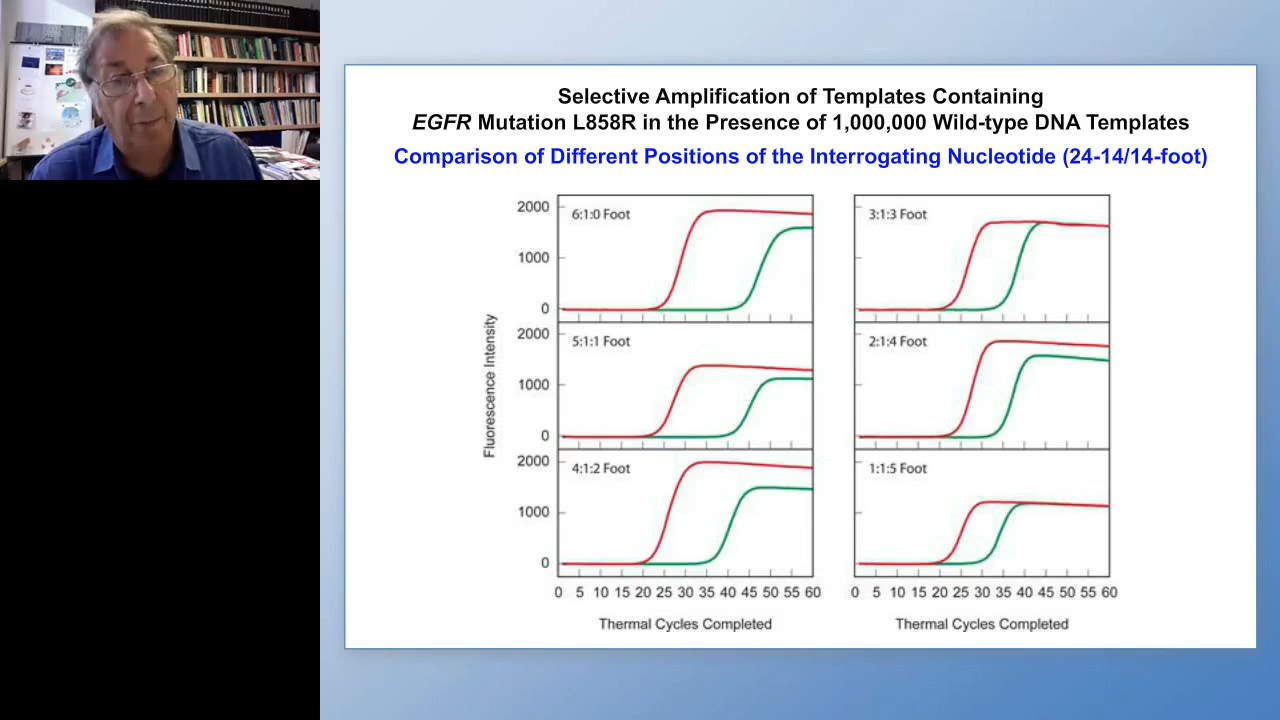 Selective Amplification of Templates Containing
EGFR Mutation L858R in the Presence of 1,000,000 Wild-type DNA Templates
Comparison of Different Positions of the Interrogating Nucleotide (24-14/14-foot)
Fluorescence Intensity
6:1:0 Foot
2000
1000
0
5:1:1 Foot
2000
1000
0
4:1:2 Foot
2000
1000
0
0 5 10 15 20 25 30 35 40 45 50 55 60
Thermal Cycles Completed
3:1:3 Foot
2:1:4 Foot
1:1:5 Foot
0 5 10 15 20 25 30 35 40 45 50 55 60
Thermal Cycles Completed